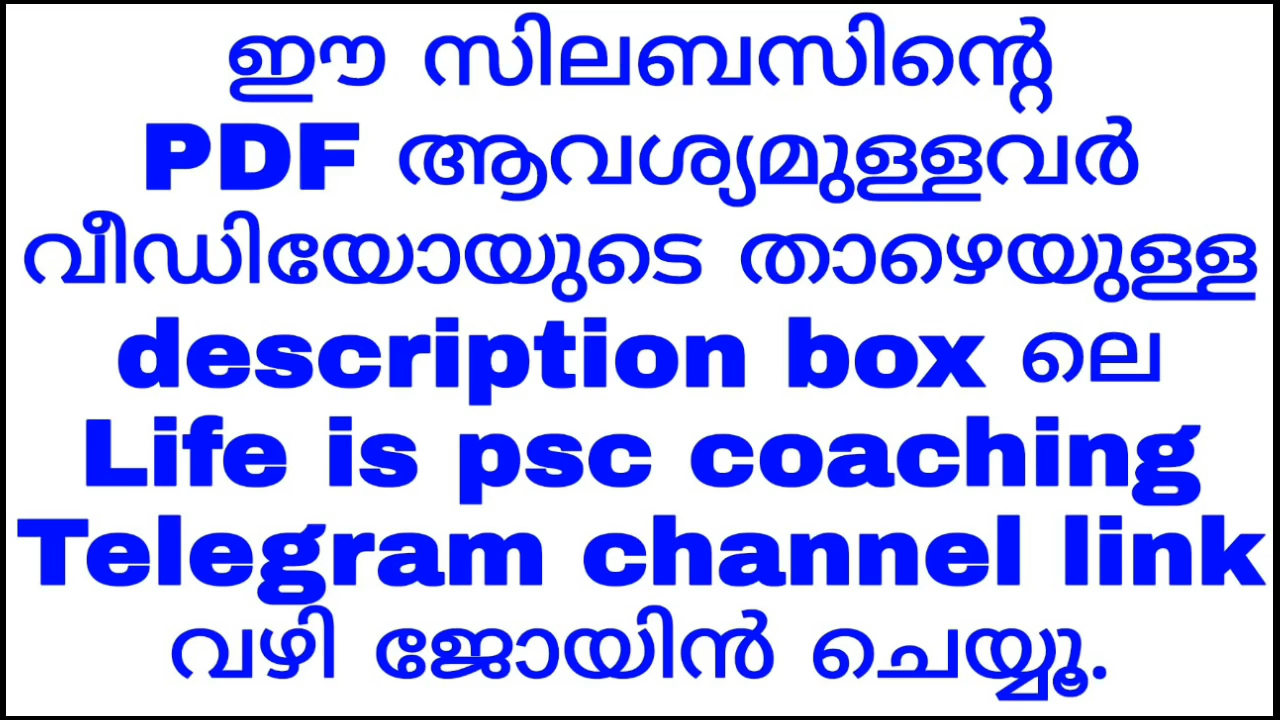 ഈ സിലബസിന്റെ
PDF ആവശ്യമുള്ളവർ
വീഡിയോയുടെ താഴെയുള്ള
description box ലെ
Life is psc coaching
Telegram channel link
വഴി ജോയിൻ ചെയ്യൂ.